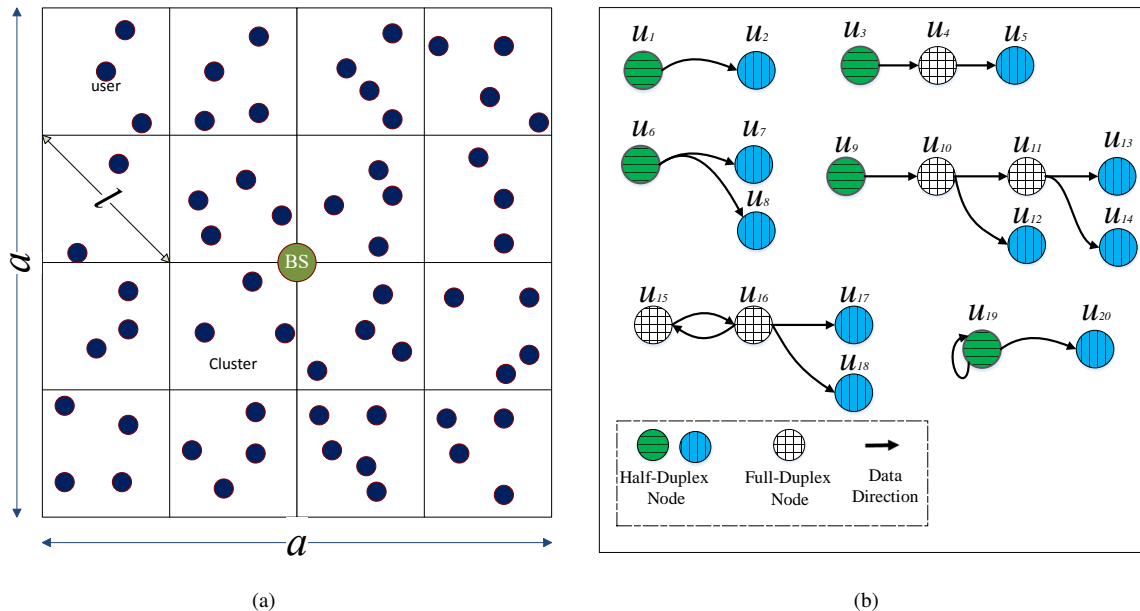 user
l
BS
a
Cluster
a
(a)
u1 u2 u3 u4 u5
u6 u7 u9 u10 u11 u13
u8 u12 u14
u15 u16 u17 u19 u20
u18
Half-Duplex
Node
Full-Duplex
Node
Data
Direction
(b)